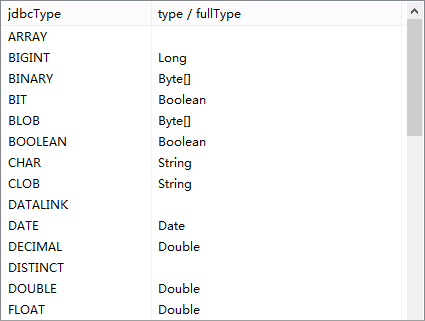 jdbcType type / fullType
ARRAY
BIGINT Long
BINARY Byte[]
BIT Boolean
BLOB Byte[]
BOOLEAN Boolean
CHAR String
CLOB String
DATALINK
DATE Date
DECIMAL Double
DISTINCT
DOUBLE Double
FLOAT Double